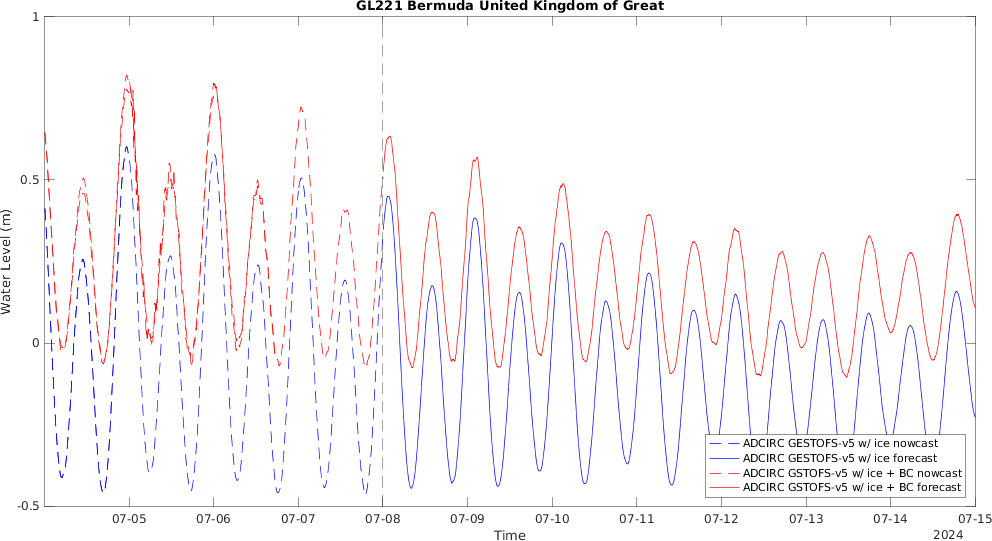 GL221 Bermuda United Kingdom of Great
1
0.5
0
-0.5
Water Level (m)
ADCIRC GESTOFS-v5 w/ ice nowcast
ADCIRC GESTOFS-v5 w/ ice forecast
ADCIRC GSTOFS-v5 w/ ice + BC nowcast
ADCIRC GSTOFS-v5 w/ ice + BC forecast
07-05 07-06 07-07 07-08 07-09 07-10 07-11 07-12 07-13 07-14 07-15
Time
2024